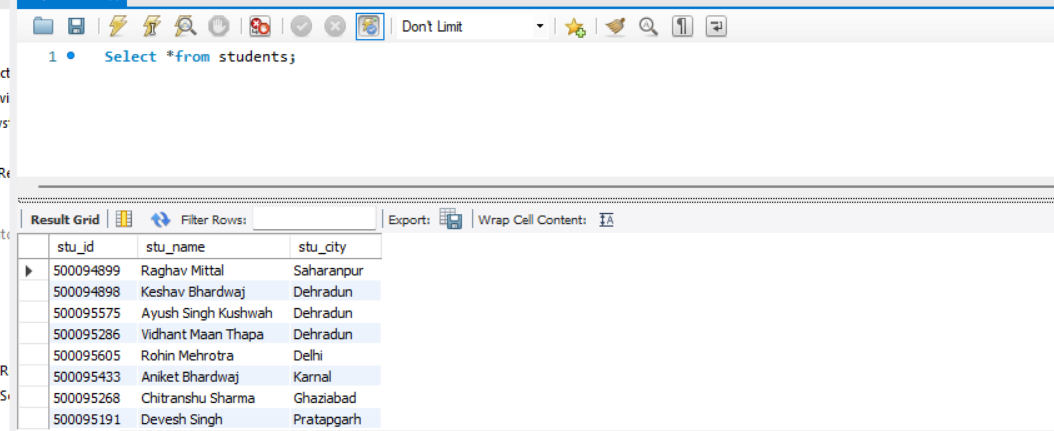 Don't Limit
1 Select *from students;
Result Grid Filter Rows: Export: Wrap Cell Content:
stu_id stu_name stu_city
500094899 Raghav Mittal Saharanpur
500094898 Keshav Bhardwaj Dehradun
500095575 Ayush Singh Kushwah Dehradun
500095286 Vidhant Maan Thapa Dehradun
500095605 Rohin Mehrotra Delhi
500095433 Aniket Bhardwaj Karnal
500095268 Chitranshu Sharma Ghaziabad
500095191 Devesh Singh Pratapgarh